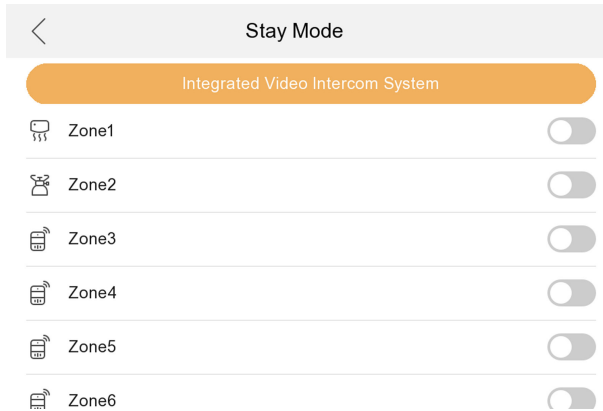 Stay Mode
Integrated Video Intercom System
Zone1
Zone2
Zone3
Zone4
Zone5
Zone6